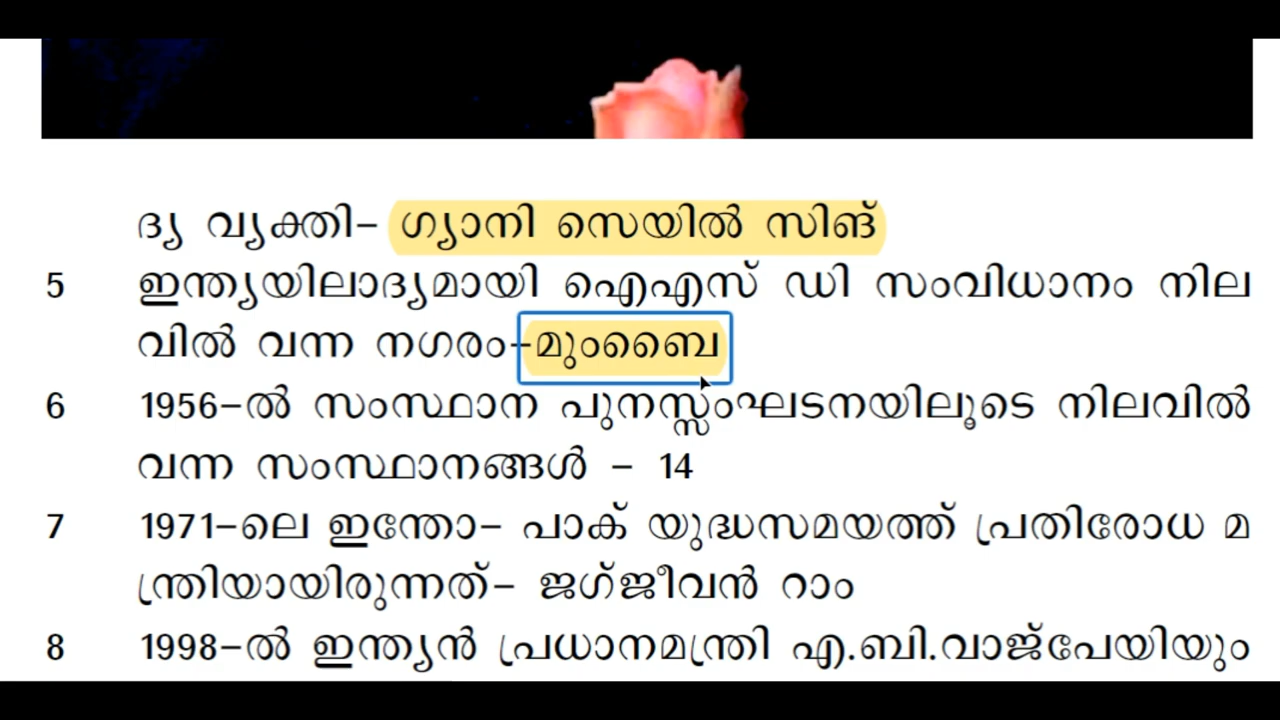 ദ്യ വ്യക്തി- ഗ്യാനി സെയിൽ സിങ്
5 ഇന്ത്യയിലാദ്യമായി ഐഎസ് ഡി സംവിധാനം നില
വിൽ വന്ന നഗരം-മുംബൈ
6 1956-ൽ സംസ്ഥാന പുനസ്സംഘടനയിലൂടെ നിലവിൽ
വന്ന സംസ്ഥാനങ്ങൾ - 14
7 1971-ലെ ഇന്തോ- പാക് യുദ്ധസമയത്ത് പ്രതിരോധ മ
ന്ത്രിയായിരുന്നത്- ജഗ്ജീവൻ റാം
8 1998-ൽ ഇന്ത്യൻ പ്രധാനമന്ത്രി എ.ബി.വാജ്പേയിയും